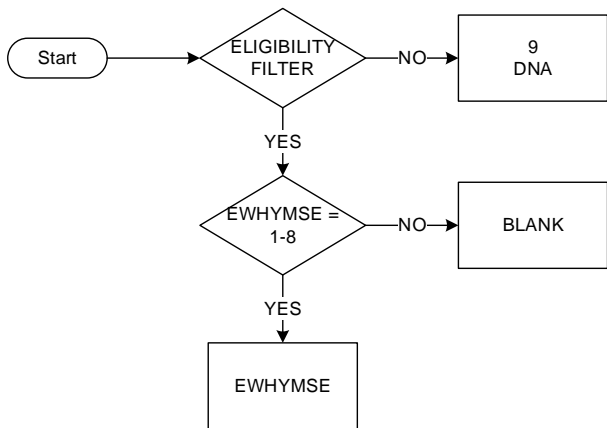 Start
ELIGIBILITY
FILTER
NO
9
DNA
YES
EWHYMSE =
1-8
NO
BLANK
YES
EWHYMSE